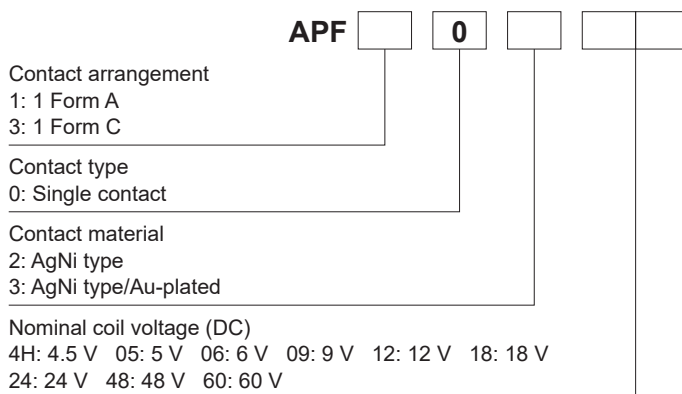 APF 0
Contact arrangement
1: 1 Form A
3: 1 Form C
Contact type
0: Single contact
Contact material
2: AgNi type
3: AgNi type/Au-plated
Nominal coil voltage (DC)
4H: 4.5 V 05: 5 V 06: 6 V 09: 9 V 12: 12 V 18: 18 V
24: 24 V 48: 48 V 60: 60 V